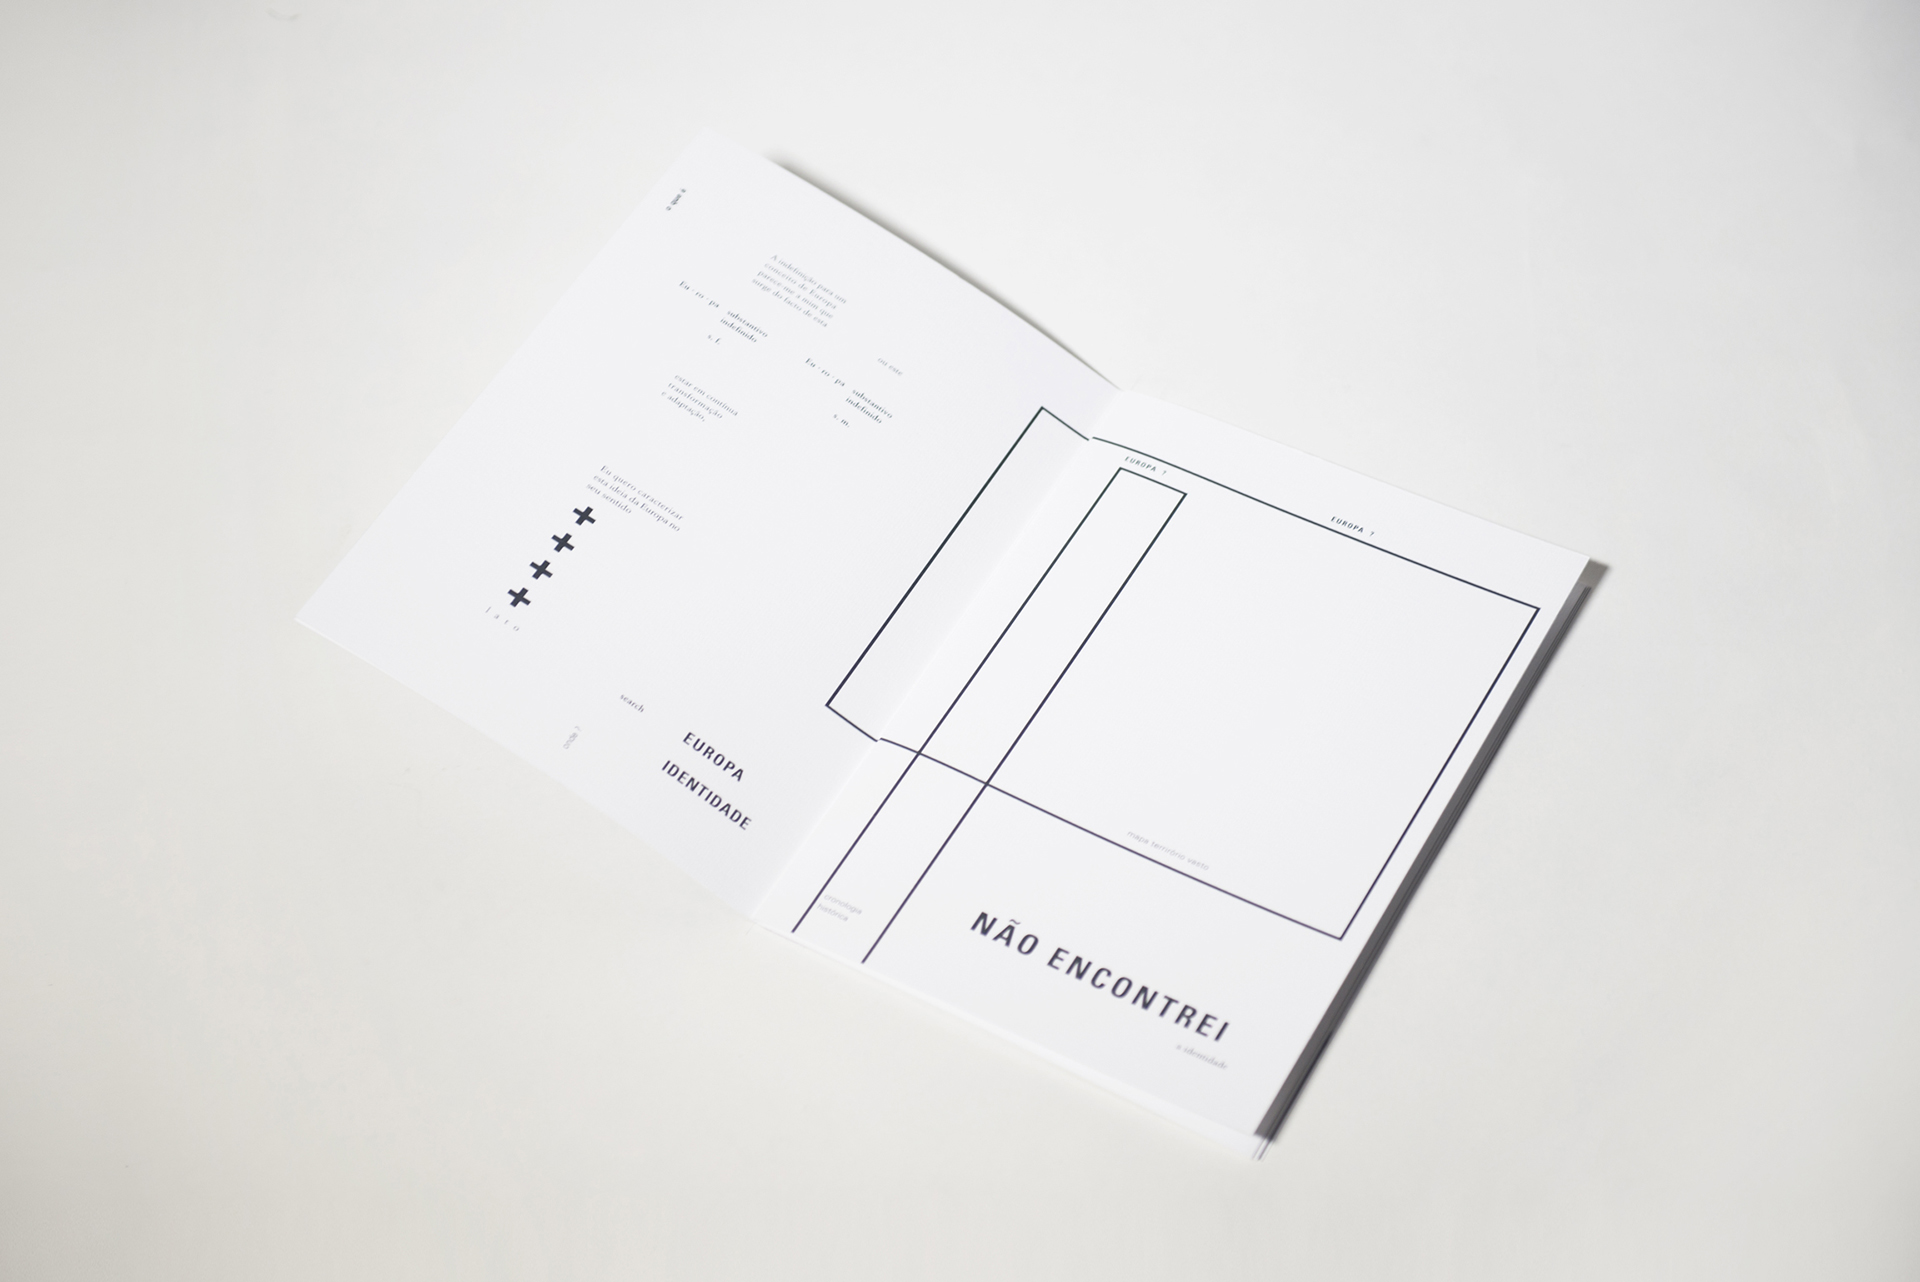 o que é
A indefinição para um
conceito de Europa
parece-me a mim que
surge do facto de esta
Eu · ro · pa
substantivo
indefinido
s. f.
ou este
Eu · ro · pa
substantivo
indefinido
s. m.
estar em contínua
transformação
e adaptação,
Eu quero caracterizar
esta ideia da Europa no
seu sentido
++++
lato
search
onde ?
EUROPA
IDENTIDADE
EUROPA ?
EUROPA ?
mapa território vasto
cronologia
histórica
NÃO ENCONTREI
a identidade